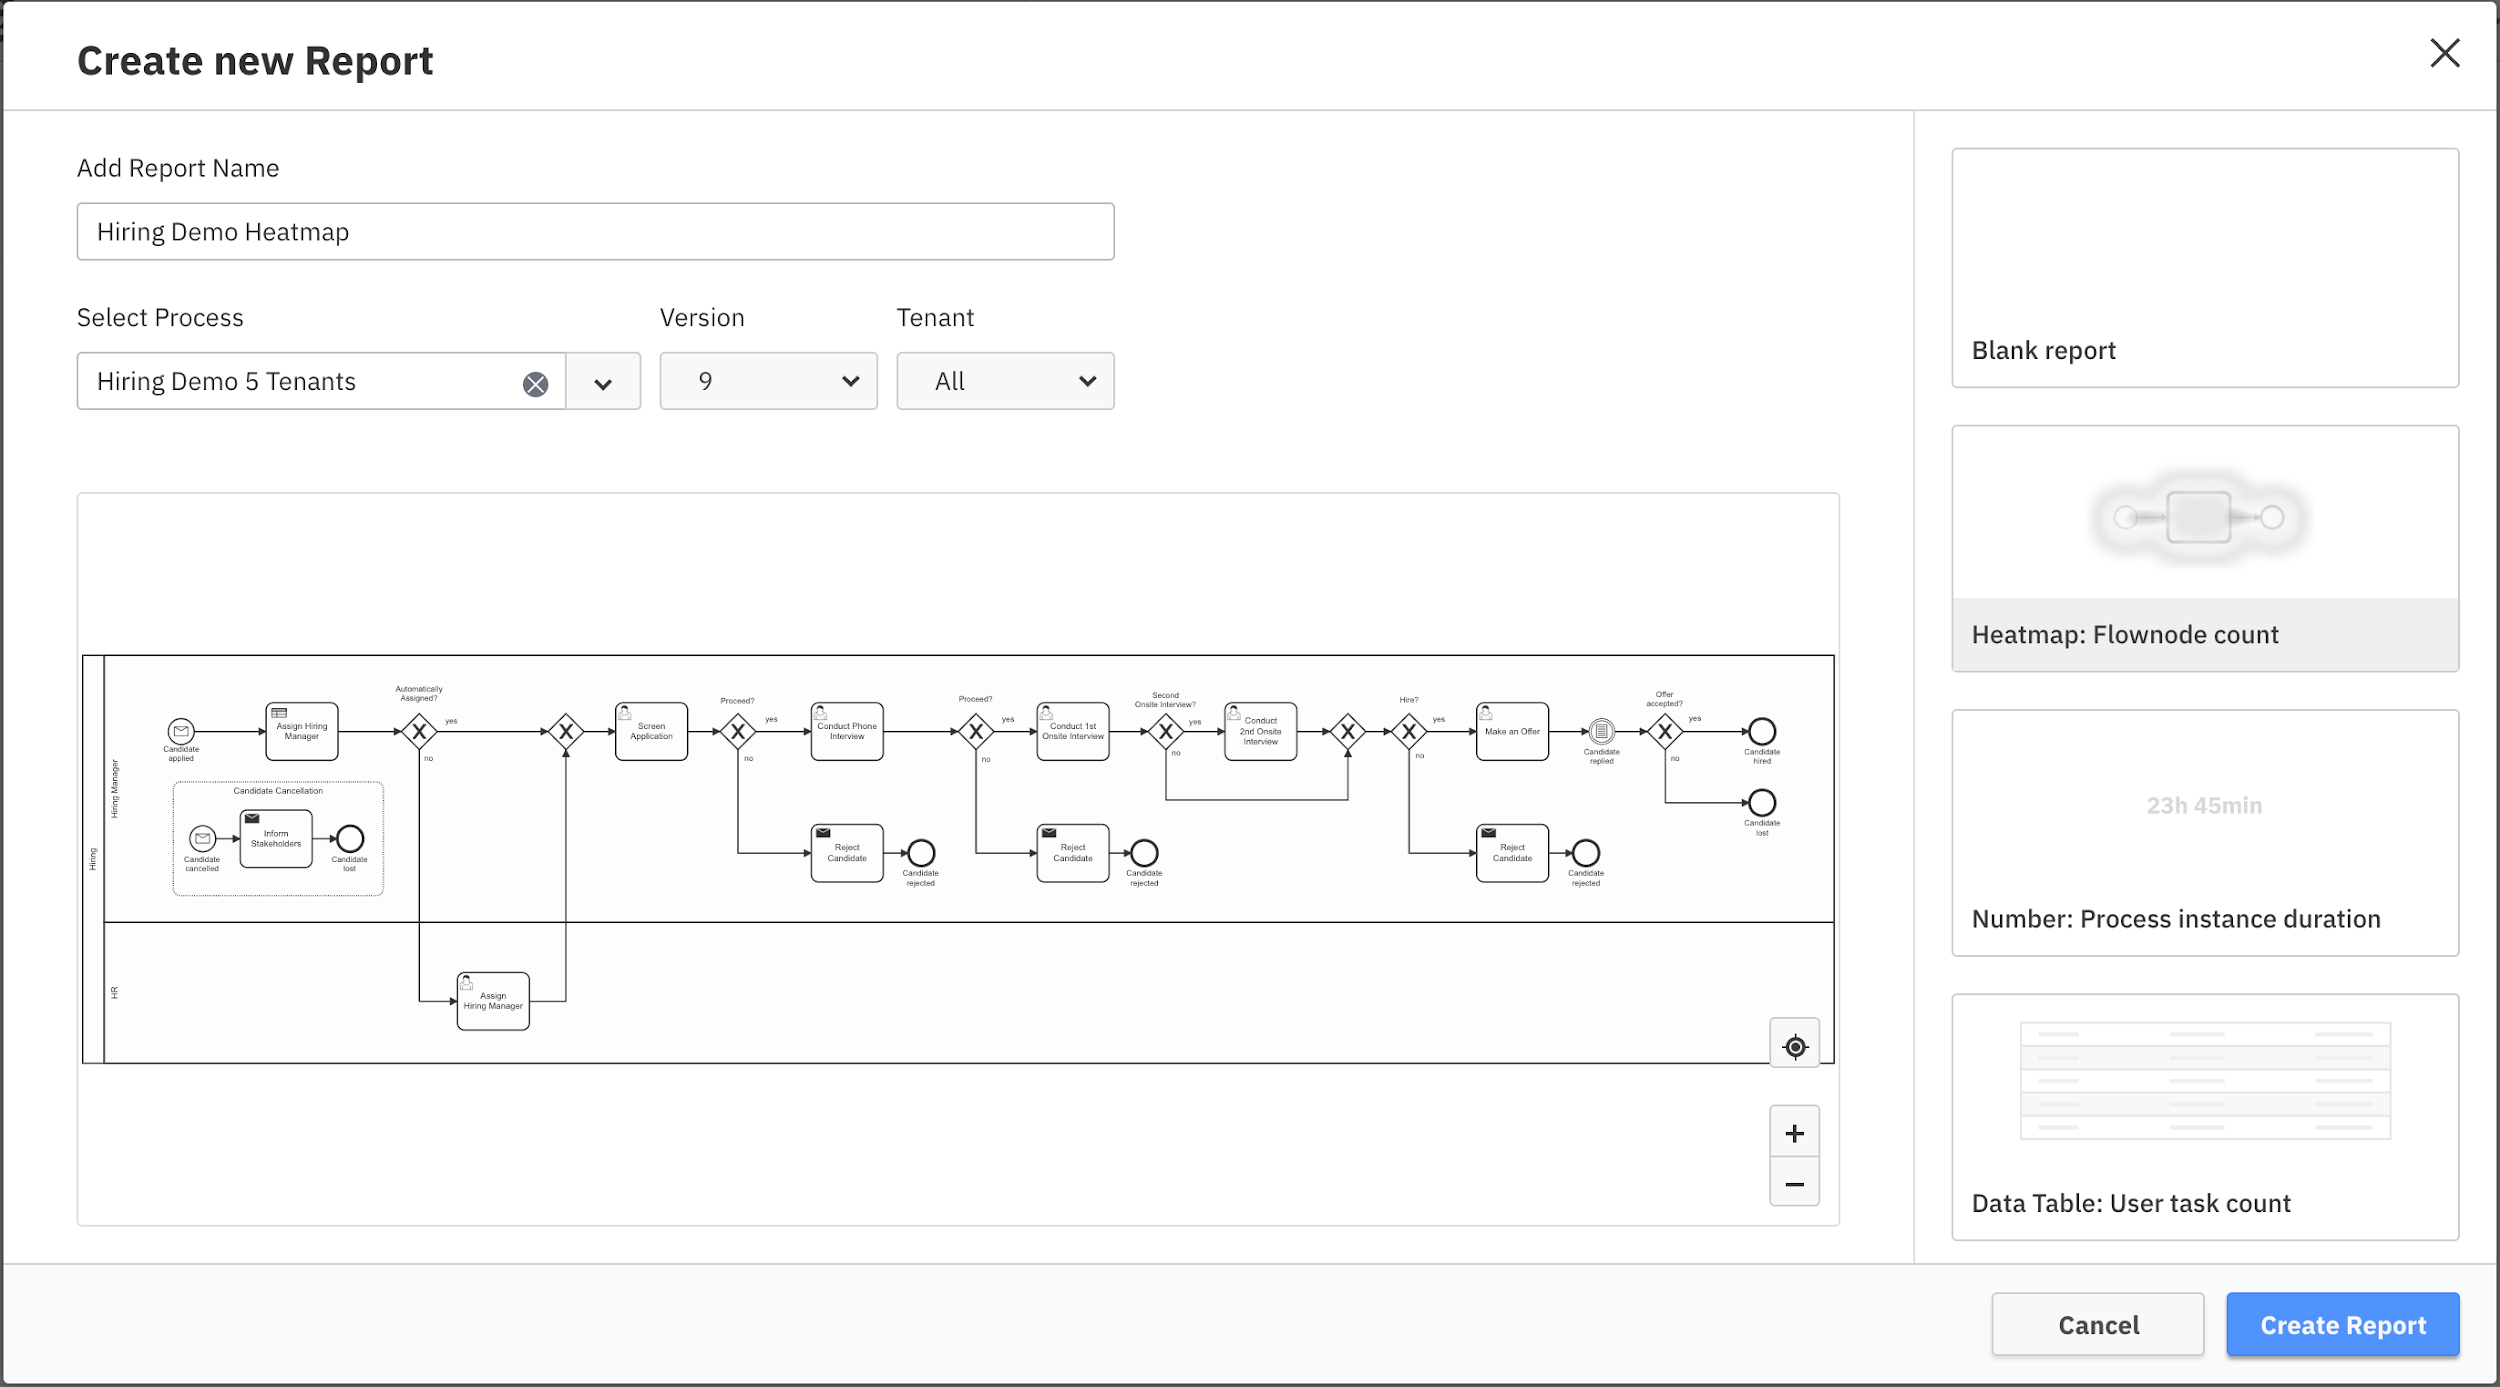 Create new Report
Add Report Name
Hiring Demo Heatmap
Select Process
Version
Tenant
Hiring Demo 5 Tenants
9
All
Hiring
Hiring Manager
HR
Candidate
applied
Assign Hiring
Manager
Automatically
Assigned?
yes
no
Screen
Application
Proceed?
yes
no
Conduct Phone
Interview
Proceed?
yes
no
Conduct 1st
Onsite Interview
Second
Onsite Interview?
yes
no
Conduct
2nd Onsite
Interview
Hire?
yes
no
Make an Offer
Candidate
replied
Offer
accepted?
yes
no
Candidate
hired
Candidate
lost
Candidate Cancellation
Candidate
cancelled
Inform
Stakeholders
Candidate
lost
Reject
Candidate
Candidate
rejected
Reject
Candidate
Candidate
rejected
Reject
Candidate
Candidate
rejected
Assign
Hiring Manager
Blank report
Heatmap: Flownode count
23h 45min
Number: Process instance duration
Data Table: User task count
Cancel
Create Report